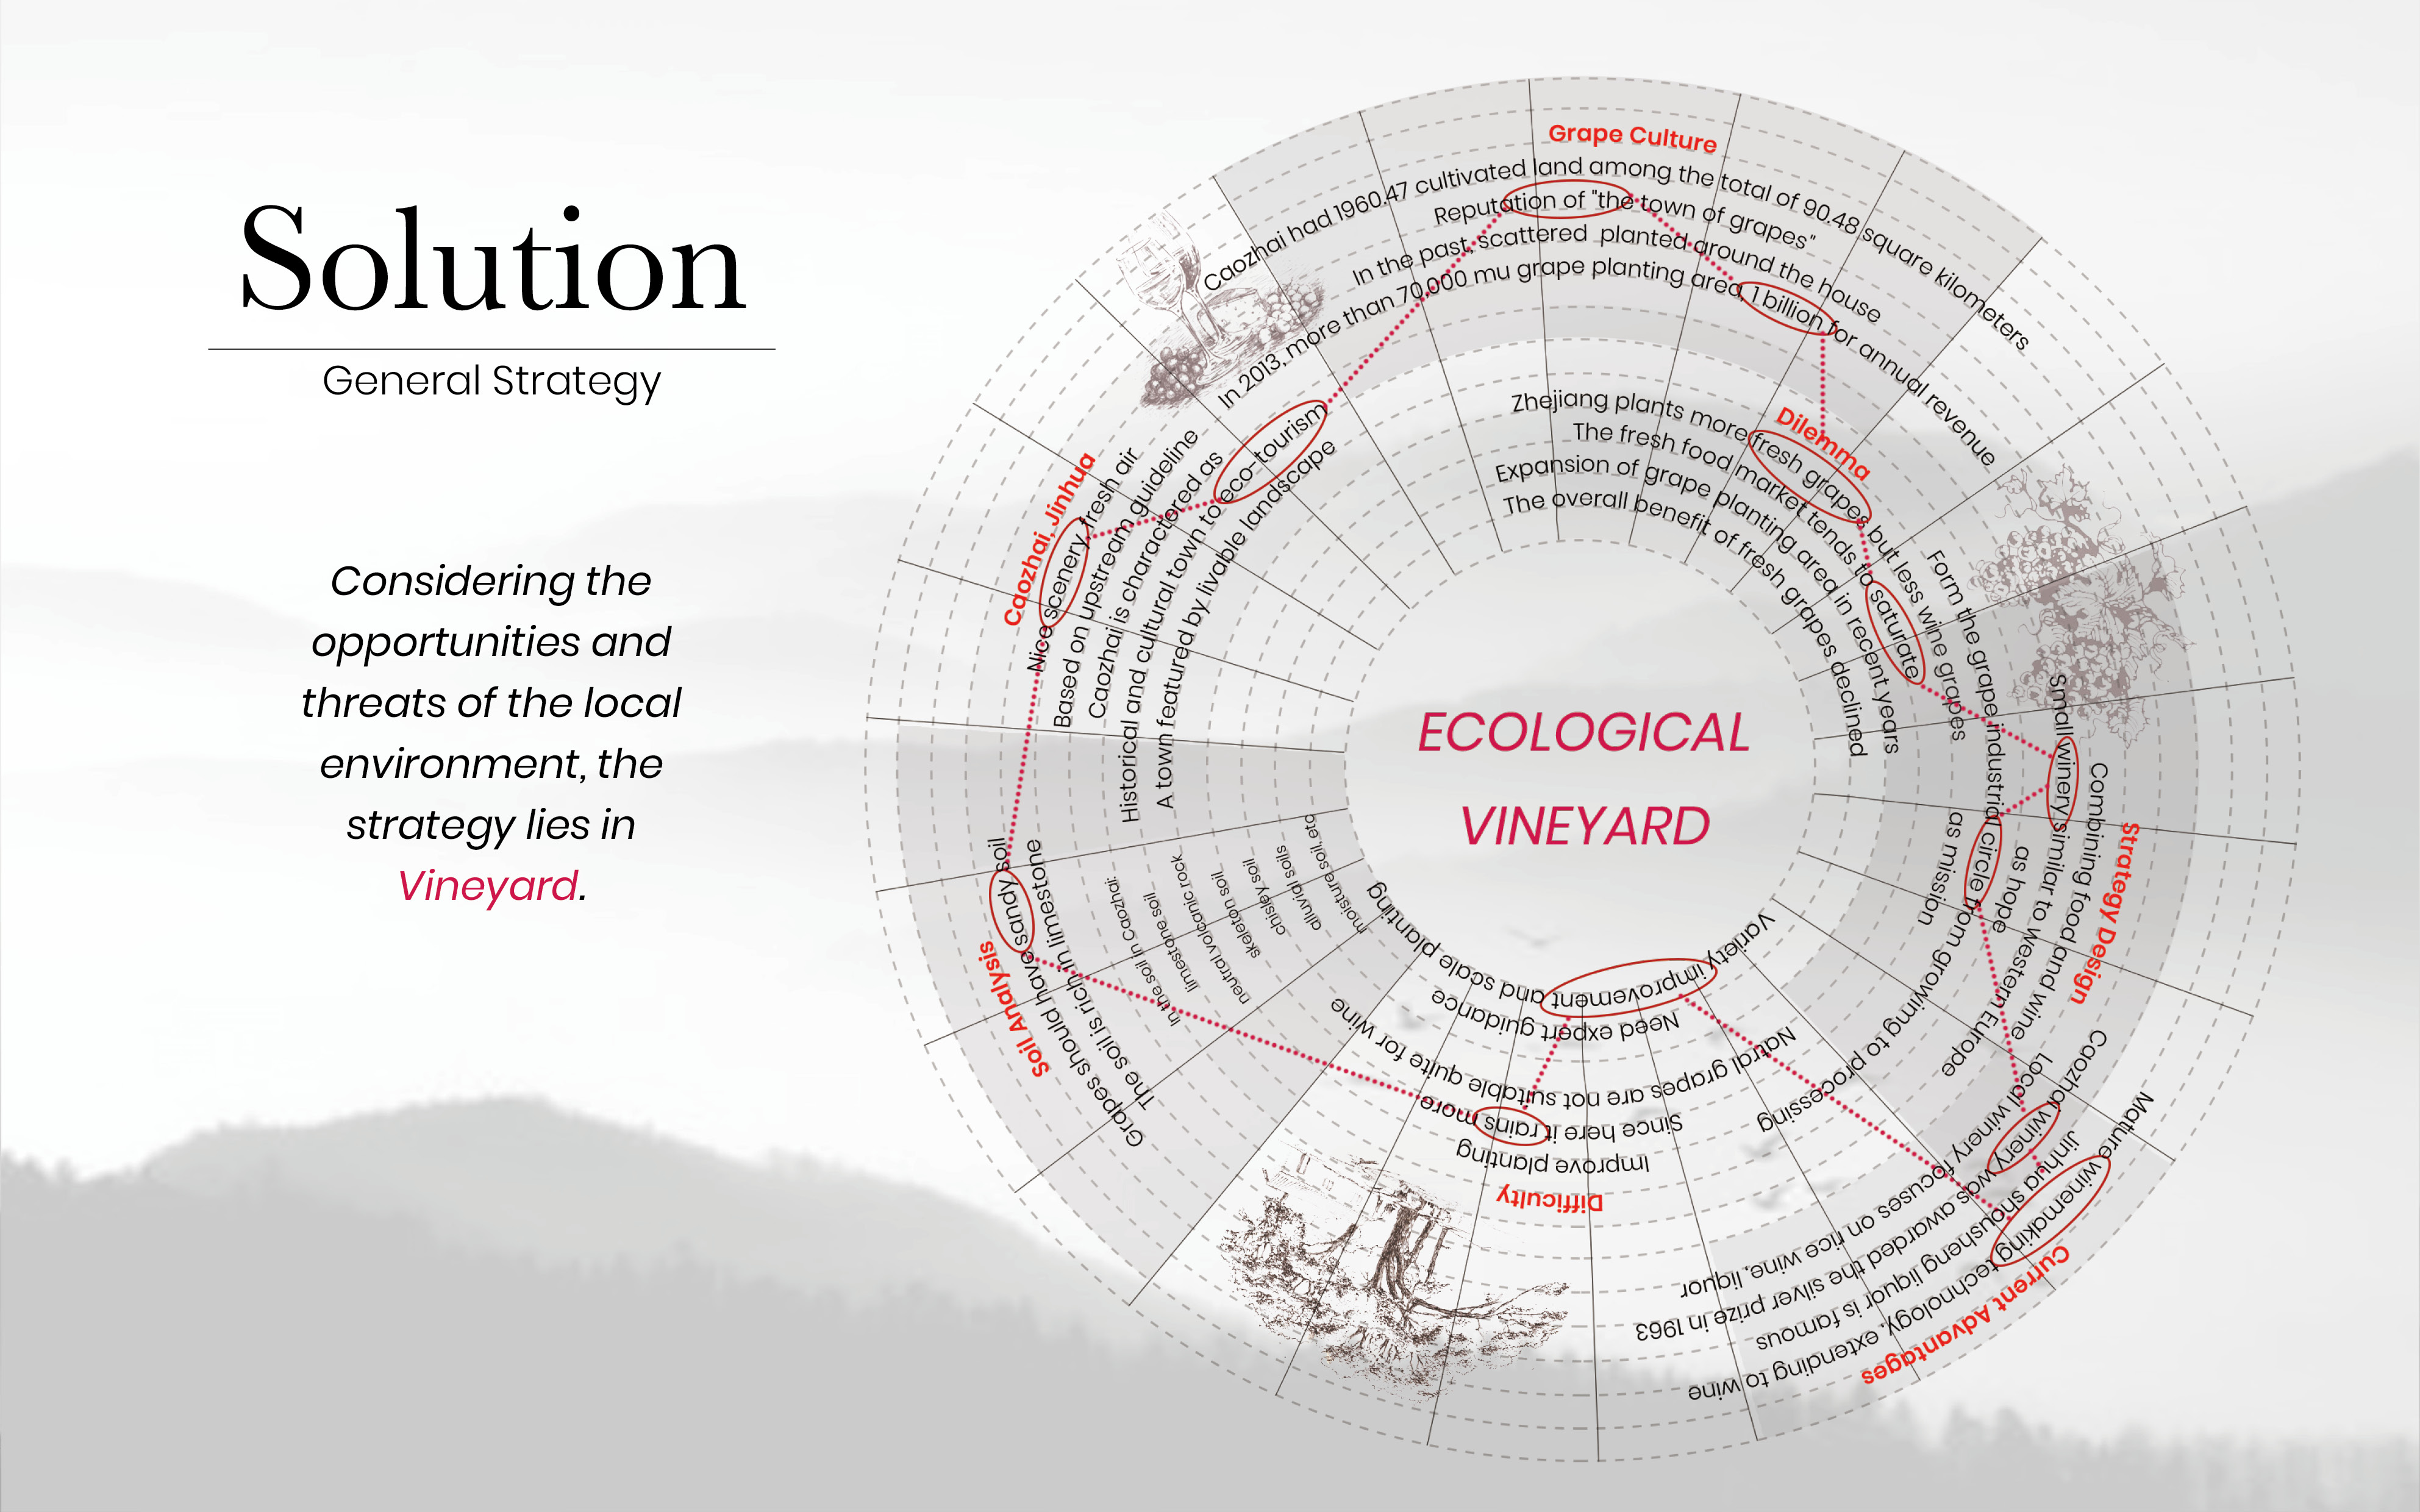 Solution
General Strategy
Considering the
opportunities and
threats of the local
environment, the
strategy lies in
Vineyard.
ECOLOGICAL
VINEYARD
Grape Culture
Caozhai had 1960.47 cultivated land among the total of 90.48 square kilometers
Reputation of "the town of grapes"
In the past, scattered planted around the house
In 2013, more than 70,000 mu grape planting area, 1 billion for annual revenue
Dilemma
Zhejiang plants more fresh grapes but less wine grapes
The fresh food market tends to saturate
Expansion of grape planting area in recent years
The overall benefit of fresh grapes declined
Strategy Design
Combining food and wine
Small winery similar to western Europe
as hope
Form the grape industrial circle from growing to processing
as mission
Current Advantages
Mature winemaking technology, extending to wine
Jinhua shousheng liquor is famous
Caozhai winery was awarded the silver prize in 1963
Local winery focuses on rice wine, liquor
Difficulty
Improve planting
Since here it rains more
Natral grapes are not suitable quite for wine
Need expert guidance
Variety improvement and scale planting
Soil Analysis
Grapes should have sandy soil
The soil is rich in limestone
In the soil in Caozhai:
limestone soil
neutral volcanic rock
skeleton soil
chisley soil
alluvial soils
moisture soil, etc
Caozhai, Jinhua
Nice scenery, fresh air
Based on upstream guideline
Caozhai is charactered as
Historical and cultural town to eco-tourism
A town featured by livable landscape